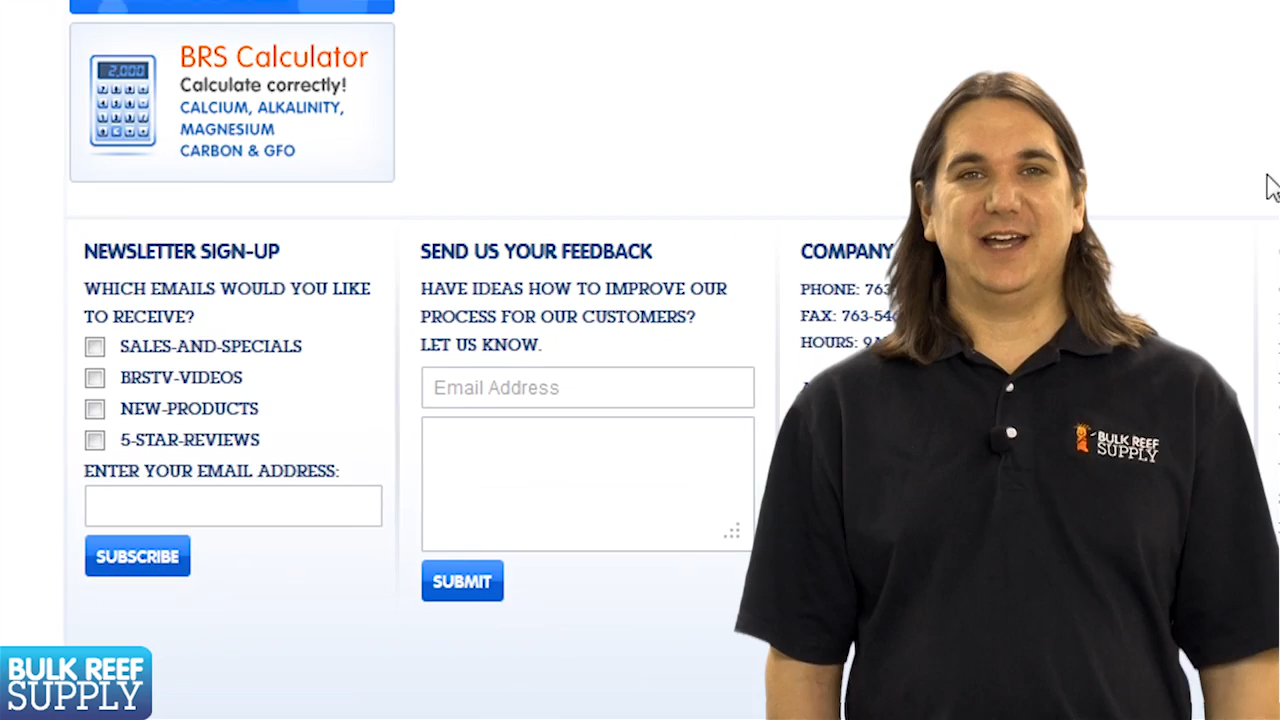 2,000
BRS Calculator
Calculate correctly!
CALCIUM, ALKALINITY,
MAGNESIUM
CARBON & GFO
NEWSLETTER SIGN-UP
WHICH EMAILS WOULD YOU LIKE
TO RECEIVE?
SALES-AND-SPECIALS
BRSTV-VIDEOS
NEW-PRODUCTS
5-STAR-REVIEWS
ENTER YOUR EMAIL ADDRESS:
SUBSCRIBE
SEND US YOUR FEEDBACK
HAVE IDEAS HOW TO IMPROVE OUR
PROCESS FOR OUR CUSTOMERS?
LET US KNOW.
Email Address
SUBMIT
COMPANY
PHONE: 763
FAX: 763-54
HOURS: 9A
BULK REEF
SUPPLY
BULK REEF
SUPPLY